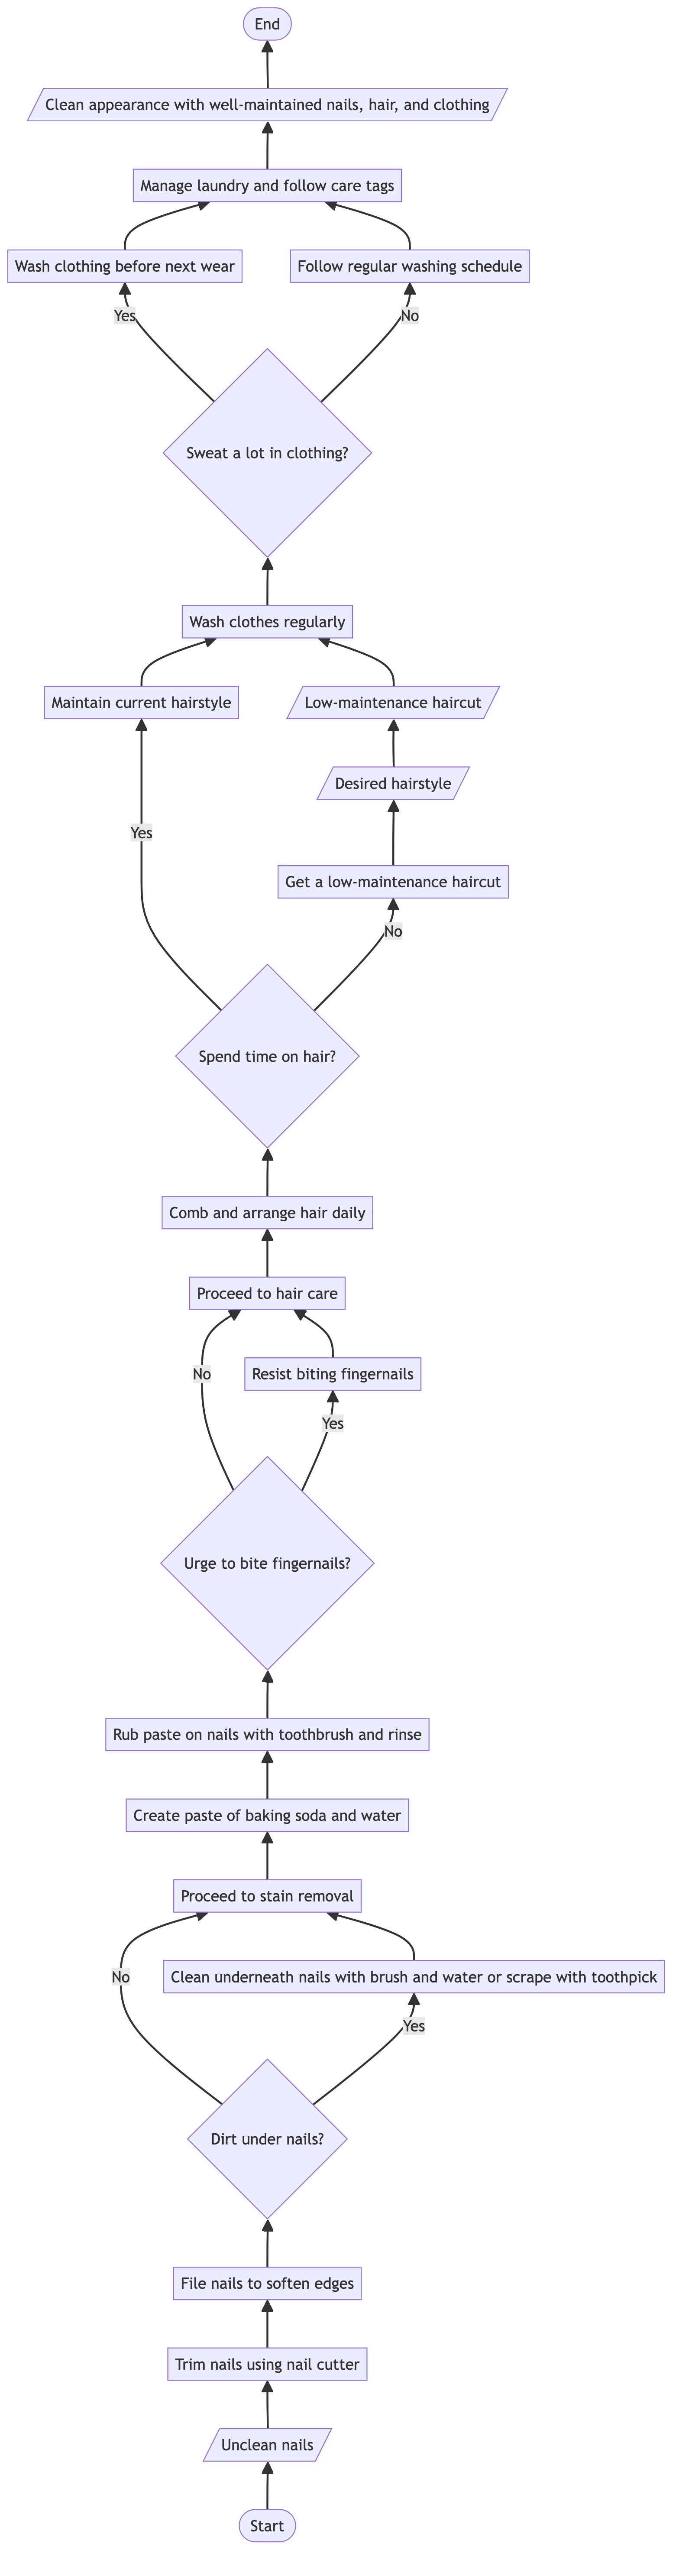 End
Clean appearance with well-maintained nails, hair, and clothing
Manage laundry and follow care tags
Wash clothing before next wear
Follow regular washing schedule
Yes
No
Sweat a lot in clothing?
Wash clothes regularly
Maintain current hairstyle
Low-maintenance haircut
Desired hairstyle
Yes
Get a low-maintenance haircut
No
Spend time on hair?
Comb and arrange hair daily
Proceed to hair care
No
Resist biting fingernails
Yes
Urge to bite fingernails?
Rub paste on nails with toothbrush and rinse
Create paste of baking soda and water
Proceed to stain removal
No
Clean underneath nails with brush and water or scrape with toothpick
Yes
Dirt under nails?
File nails to soften edges
Trim nails using nail cutter
Unclean nails
Start